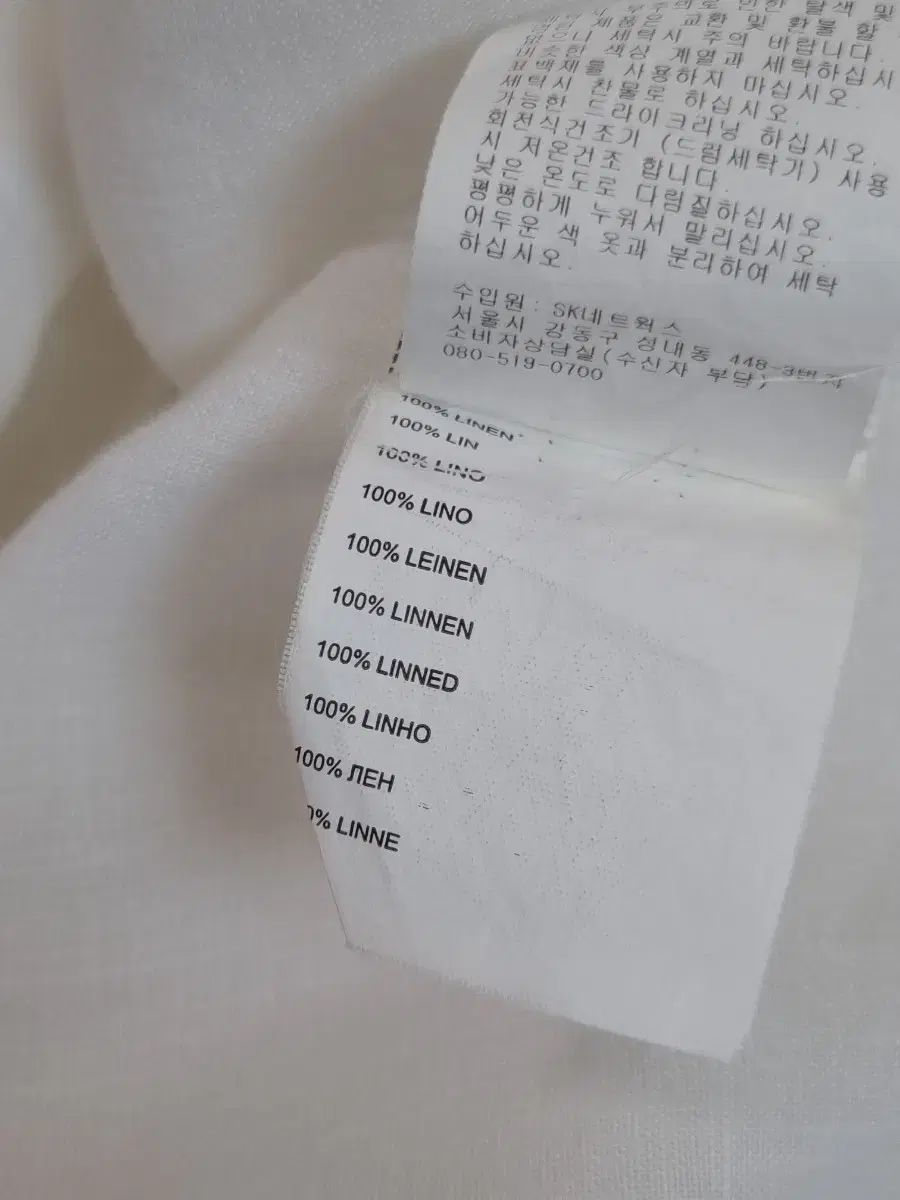 인한 탈색 및
제품은 교환 및 환불 할
세탁시 주의 바랍니다.
비슷한 색상 계열과 세탁하십시
표백제를 사용하지 마십시오.
세탁시 찬물로 하십시오.
가능한 드라이크리닝 하십시오.
회전식건조기 (드럼세탁기) 사용
시 저온건조 합니다.
낮은 온도로 다림질하십시오.
평평하게 누워서 말리십시오.
어두운 색 옷과 분리하여 세탁
하십시오.
수입원 : SK네트웍스
서울시 강동구 성내동 448-3번지
소비자상담실(수신자 부담)
080-519-0700
100% LINEN
100% LIN
100% LINO
100% LINO
100% LEINEN
100% LINNEN
100% LINNED
100% LINHO
100% ЛЕН
0% LINNE